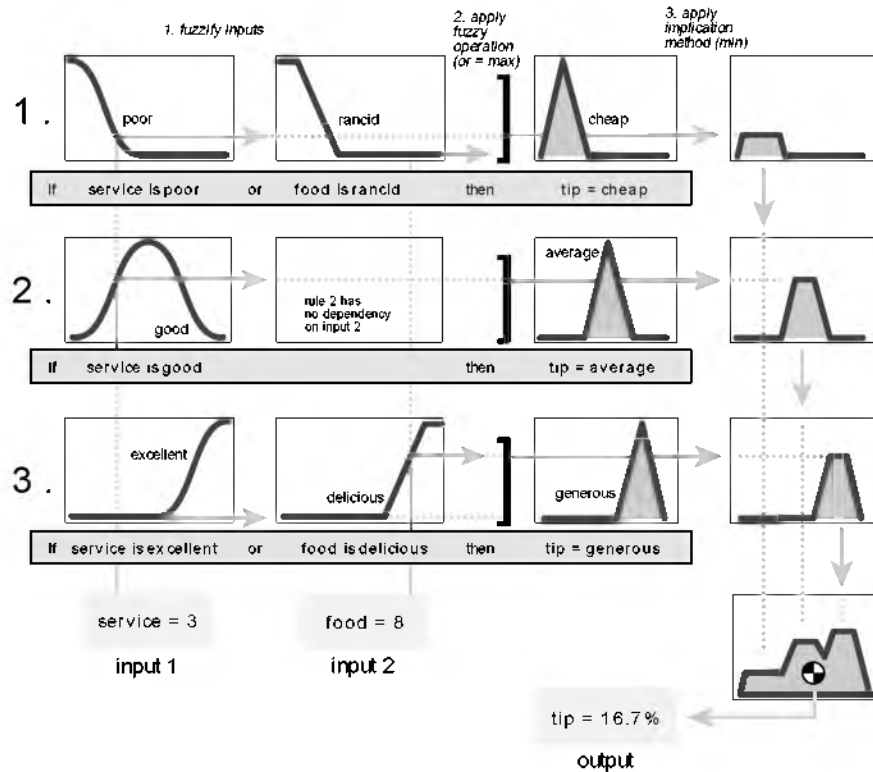 1. fuzzify inputs
2. apply
fuzzy
operation
(or = max)
3. apply
implication
method (min)
1.
poor
rancid
cheap
If service is poor or food is rancid then tip = cheap
2.
good
rule 2 has
no dependency
on input 2
average
If service is good then tip = average
3.
excellent
delicious
generous
If service is excellent or food is delicious then tip = generous
service = 3
food = 8
input 1
input 2
tip = 16.7%
output